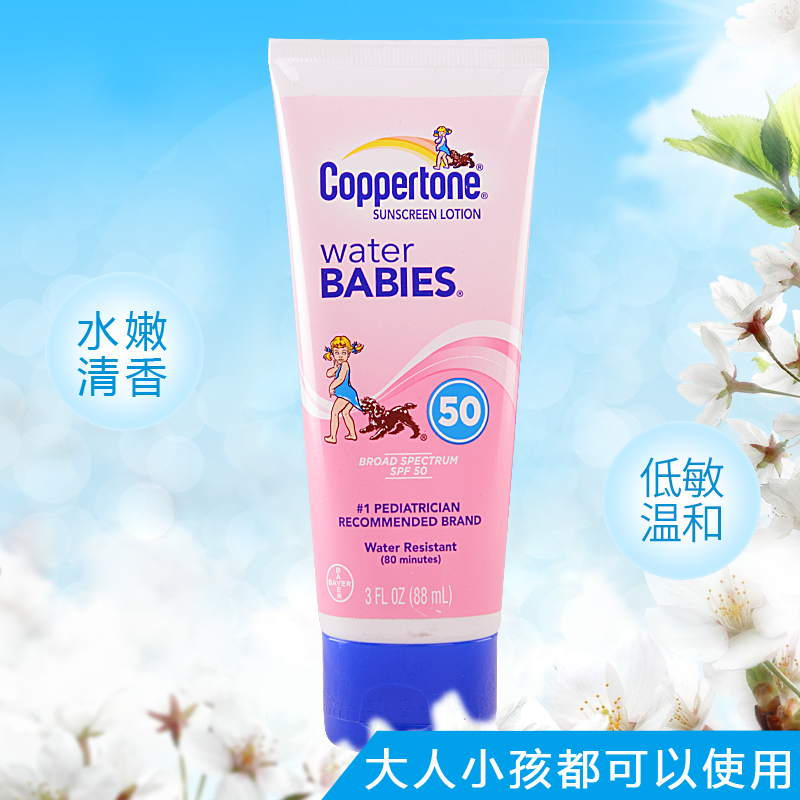 Coppertone®
SUNSCREEN LOTION
water
BABIES®
水嫩
清香
50
®
BROAD SPECTRUM
SPF 50
低敏
温和
#1 PEDIATRICIAN
RECOMMENDED BRAND
Water Resistant
(80 minutes)
BAYER
BAYER
3 FL OZ (88 mL)
大人小孩都可以使用